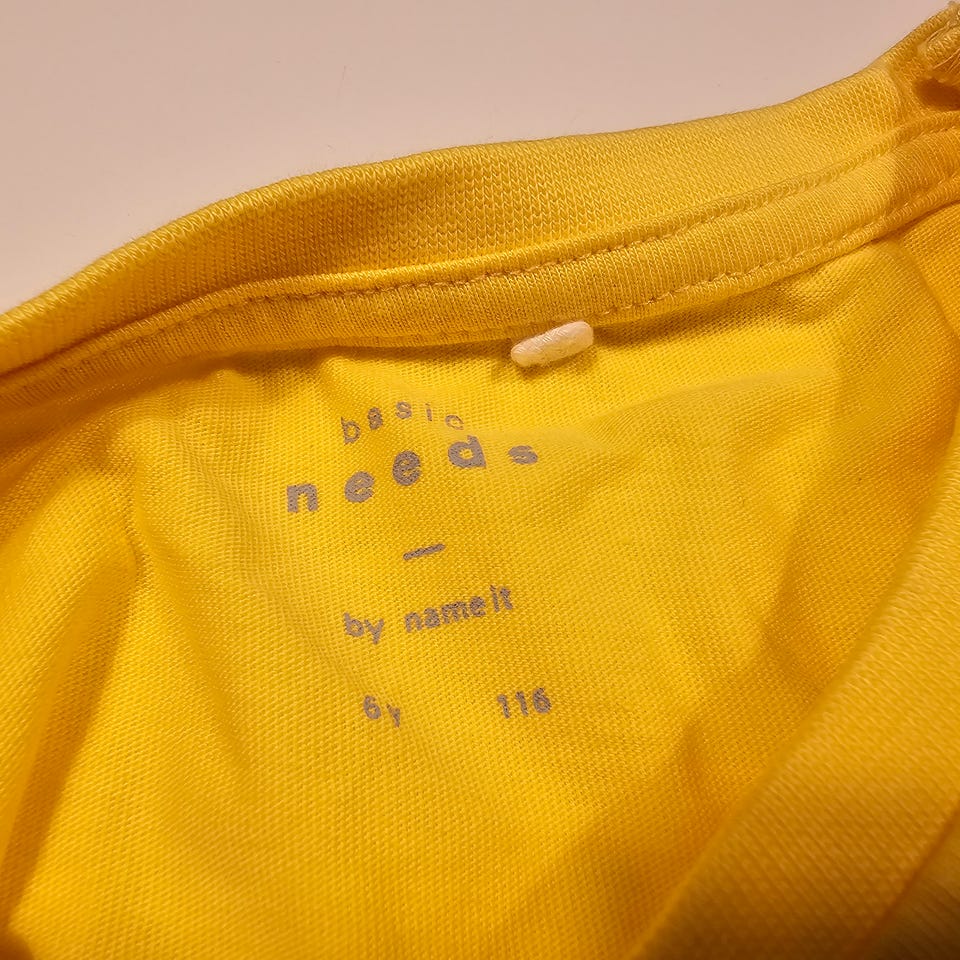 basic
needs
by name it
6y 116